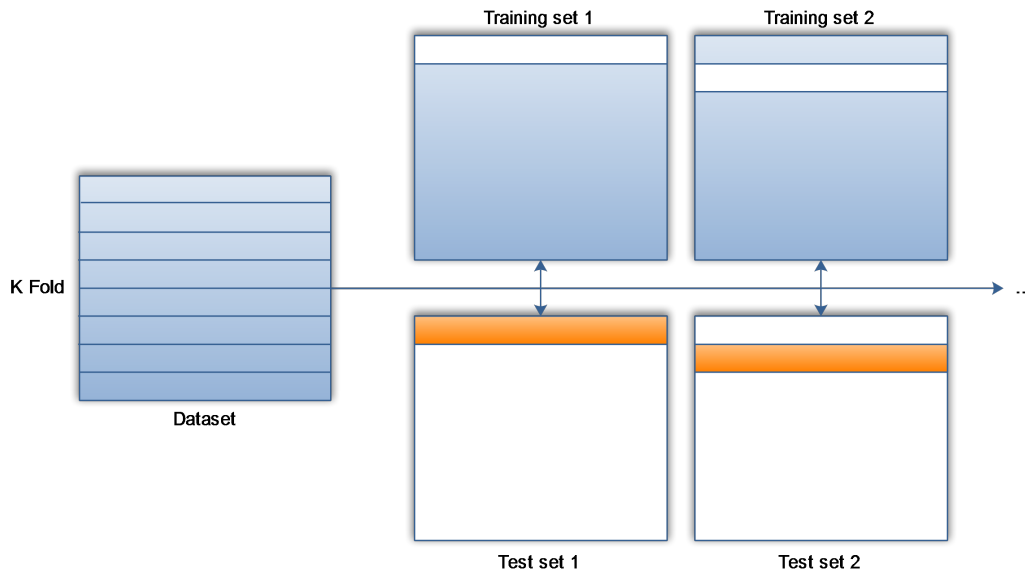 Training set 1
Training set 2
K Fold
..
Dataset
Test set 1
Test set 2